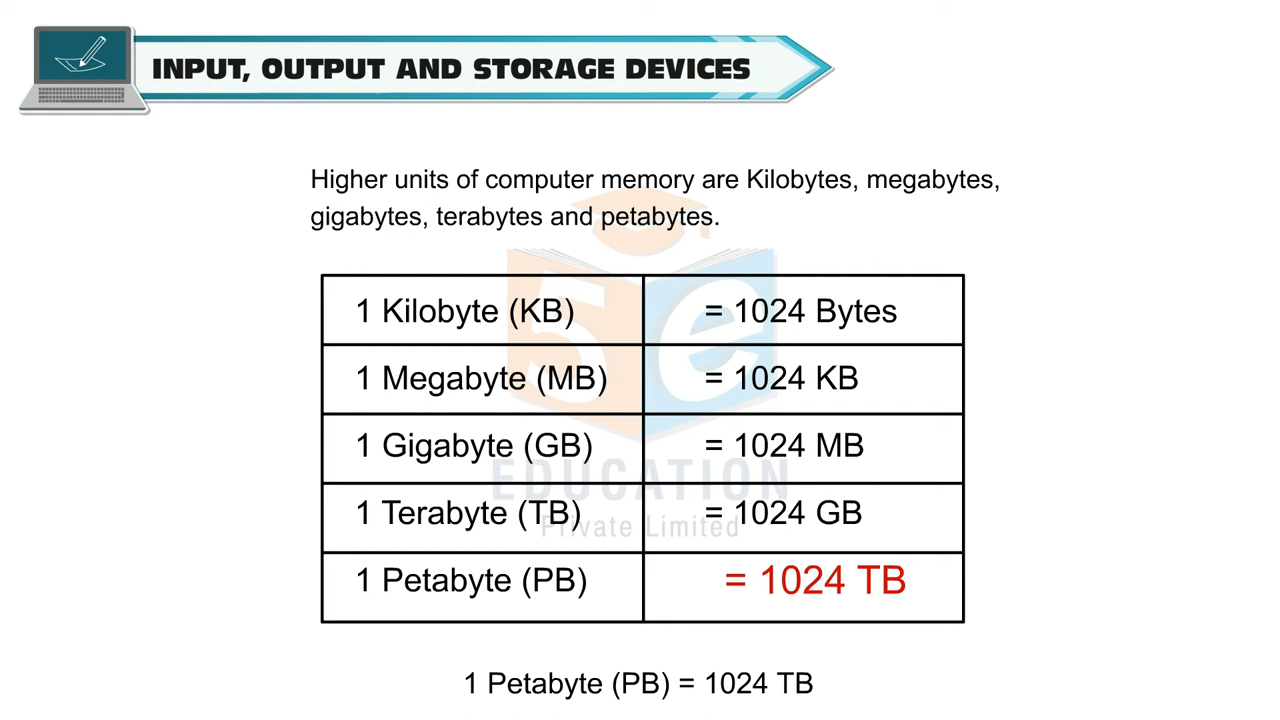 INPUT, OUTPUT AND STORAGE DEVICES
Higher units of computer memory are Kilobytes, megabytes,
gigabytes, terabytes and petabytes.
1 Kilobyte (KB) = 1024 Bytes
1 Megabyte (MB) = 1024 KB
1 Gigabyte (GB) = 1024 MB
1 Terabyte (TB) = 1024 GB
1 Petabyte (PB) = 1024 TB
5e
EDUCATION
Private Limited
1 Petabyte (PB) = 1024 TB